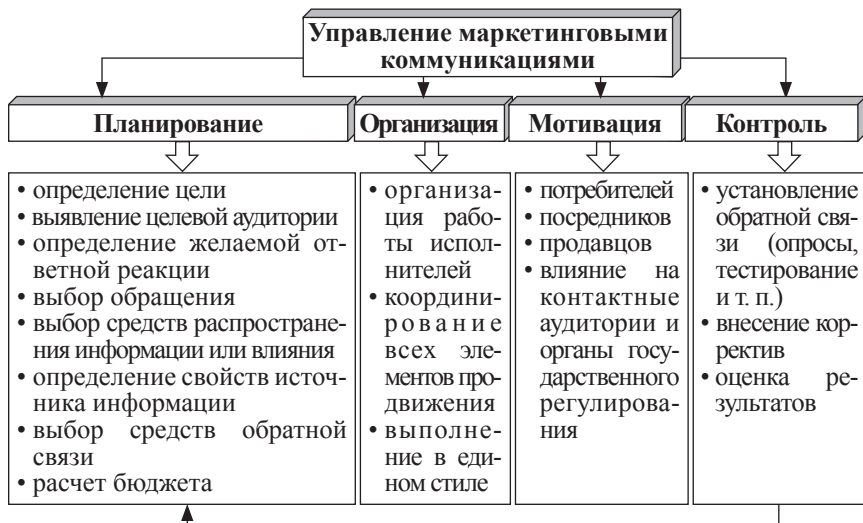 Управление маркетинговыми
коммуникациями
Планирование
Организация
Мотивация
Контроль
• определение цели
• выявление целевой аудитории
• определение желаемой от-
ветной реакции
• выбор обращения
• выбор средств распростране-
ния информации или влияния
• определение свойств источ-
ника информации
• выбор средств обратной
связи
• расчет бюджета
• организа-
ция рабо-
ты испол-
нителей
• координи-
рование
всех эле-
ментов про-
движения
• выполне-
ние в еди-
ном стиле
• потребителей
• посредников
• продавцов
• влияние на
контактные
аудитории и
органы госу-
дарственного
регулирова-
ния
• установление
обратной свя-
зи (опросы,
тестирование
и т. п.)
• внесение кор-
ректив
• оценка ре-
зультатов